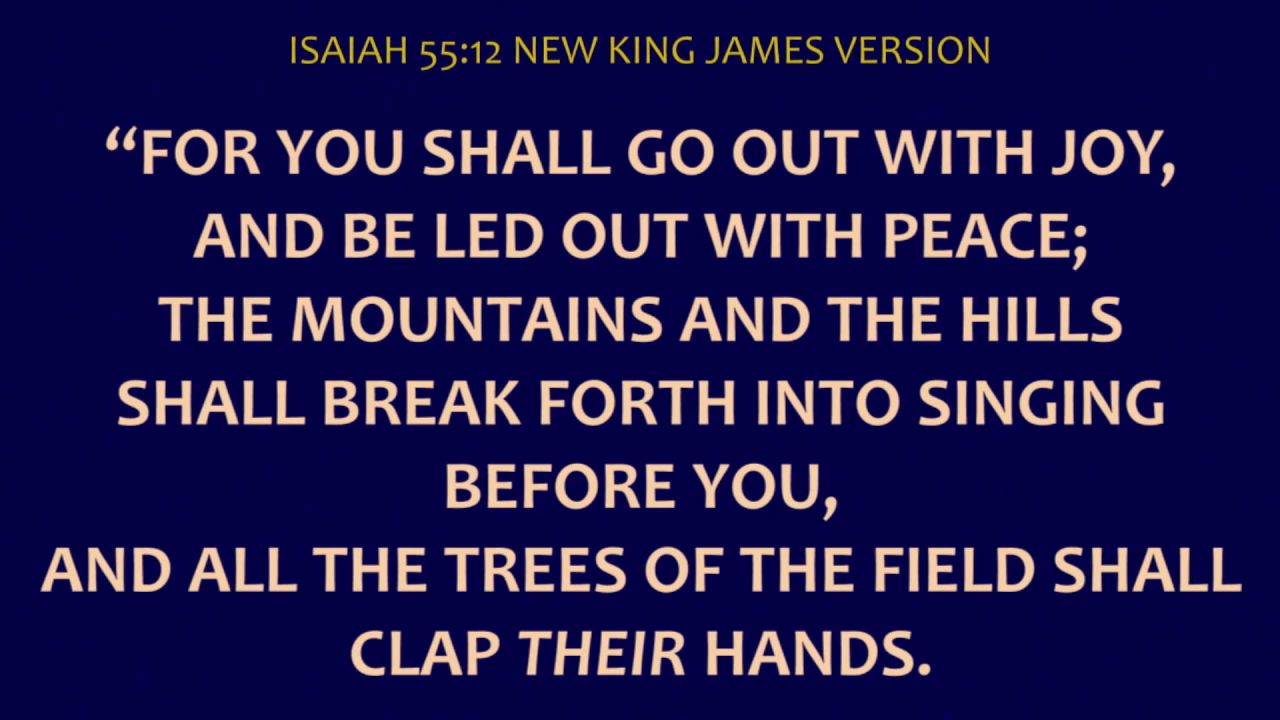 ISAIAH 55:12 NEW KING JAMES VERSION
“FOR YOU SHALL GO OUT WITH JOY,
AND BE LED OUT WITH PEACE;
THE MOUNTAINS AND THE HILLS
SHALL BREAK FORTH INTO SINGING
BEFORE YOU,
AND ALL THE TREES OF THE FIELD SHALL
CLAP THEIR HANDS.